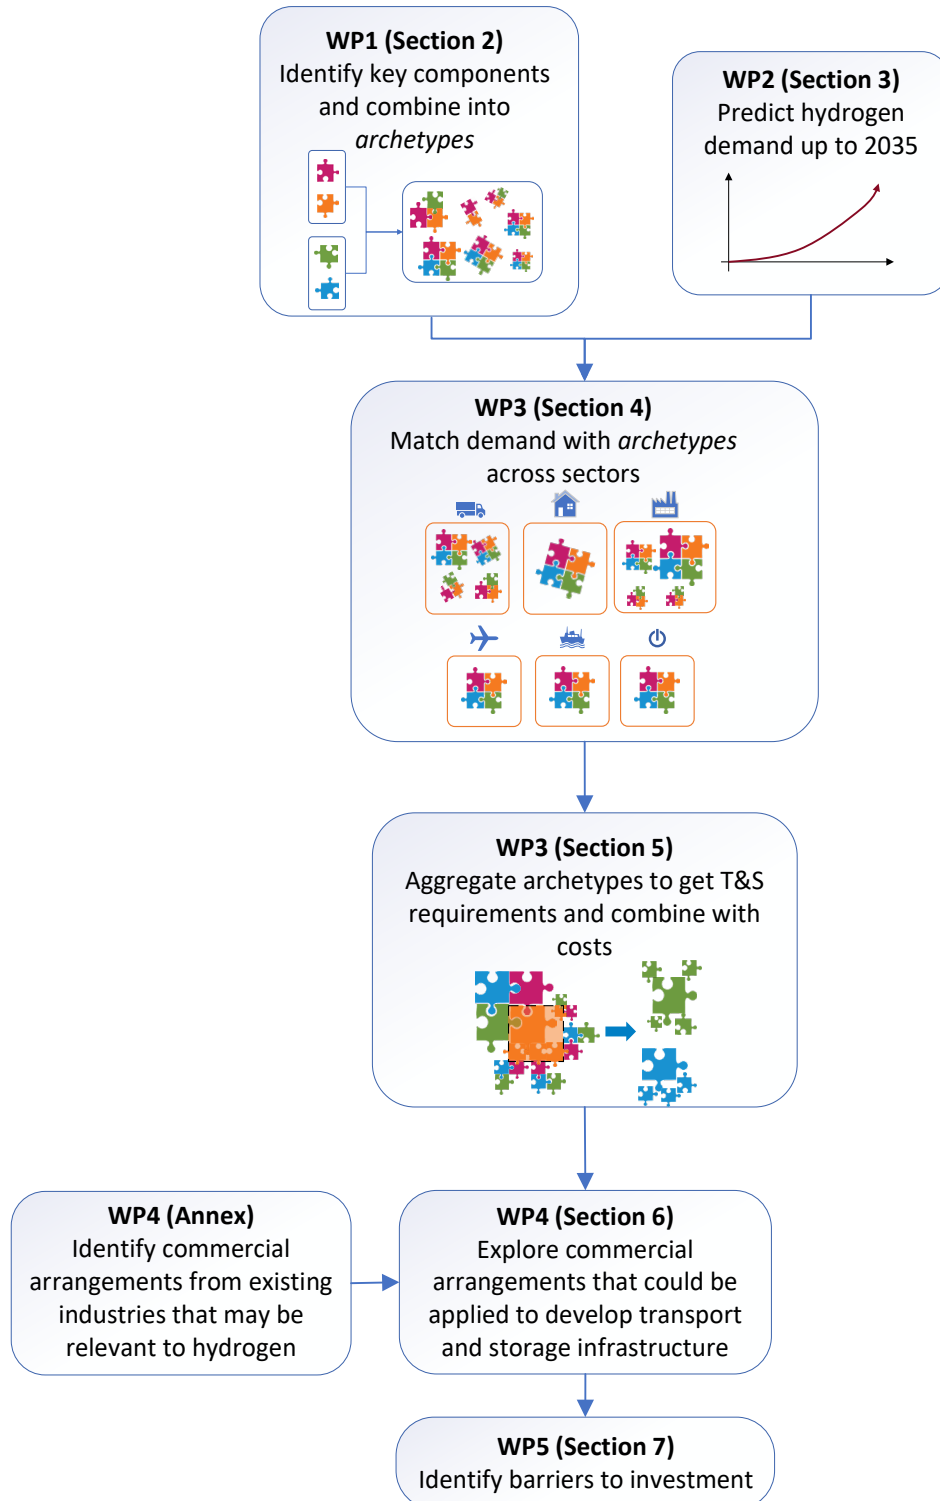 WP1 (Section 2)
Identify key components
and combine into
archetypes
WP2 (Section 3)
Predict hydrogen
demand up to 2035
WP3 (Section 4)
Match demand with archetypes
across sectors
WP3 (Section 5)
Aggregate archetypes to get T&S
requirements and combine with
costs
WP4 (Annex)
Identify commercial
arrangements from existing
industries that may be
relevant to hydrogen
WP4 (Section 6)
Explore commercial
arrangements that could be
applied to develop transport
and storage infrastructure
WP5 (Section 7)
Identify barriers to investment